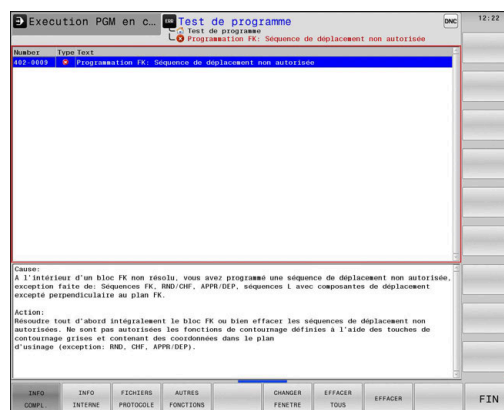 Execution PGM en c...
ERR
Test de programme
DNC
12:22
Test de programme
Programmation FK: Séquence de déplacement non autorisée
Number Type Text
402-0009 Programmation FK: Séquence de déplacement non autorisée
Cause:
A l'intérieur d'un bloc FK non résolu, vous avez programmé une séquence de déplacement non autorisée,
exception faite de: Séquences FK, RND/CHF, APPR/DEP, séquences L avec composantes de déplacement
excepté perpendiculaire au plan FK.
Action:
Résoudre tout d'abord intégralement le bloc FK ou bien effacer les séquences de déplacement non
autorisées. Ne sont pas autorisées les fonctions de contournage définies à l'aide des touches de
contournage grises et contenant des coordonnées dans le plan
d'usinage (exception: RND, CHF, APPR/DEP).
INFO COMPL.
INFO INTERNE
FICHIERS PROTOCOLE
AUTRES FONCTIONS
CHANGER FENETRE
EFFACER TOUS
EFFACER
FIN